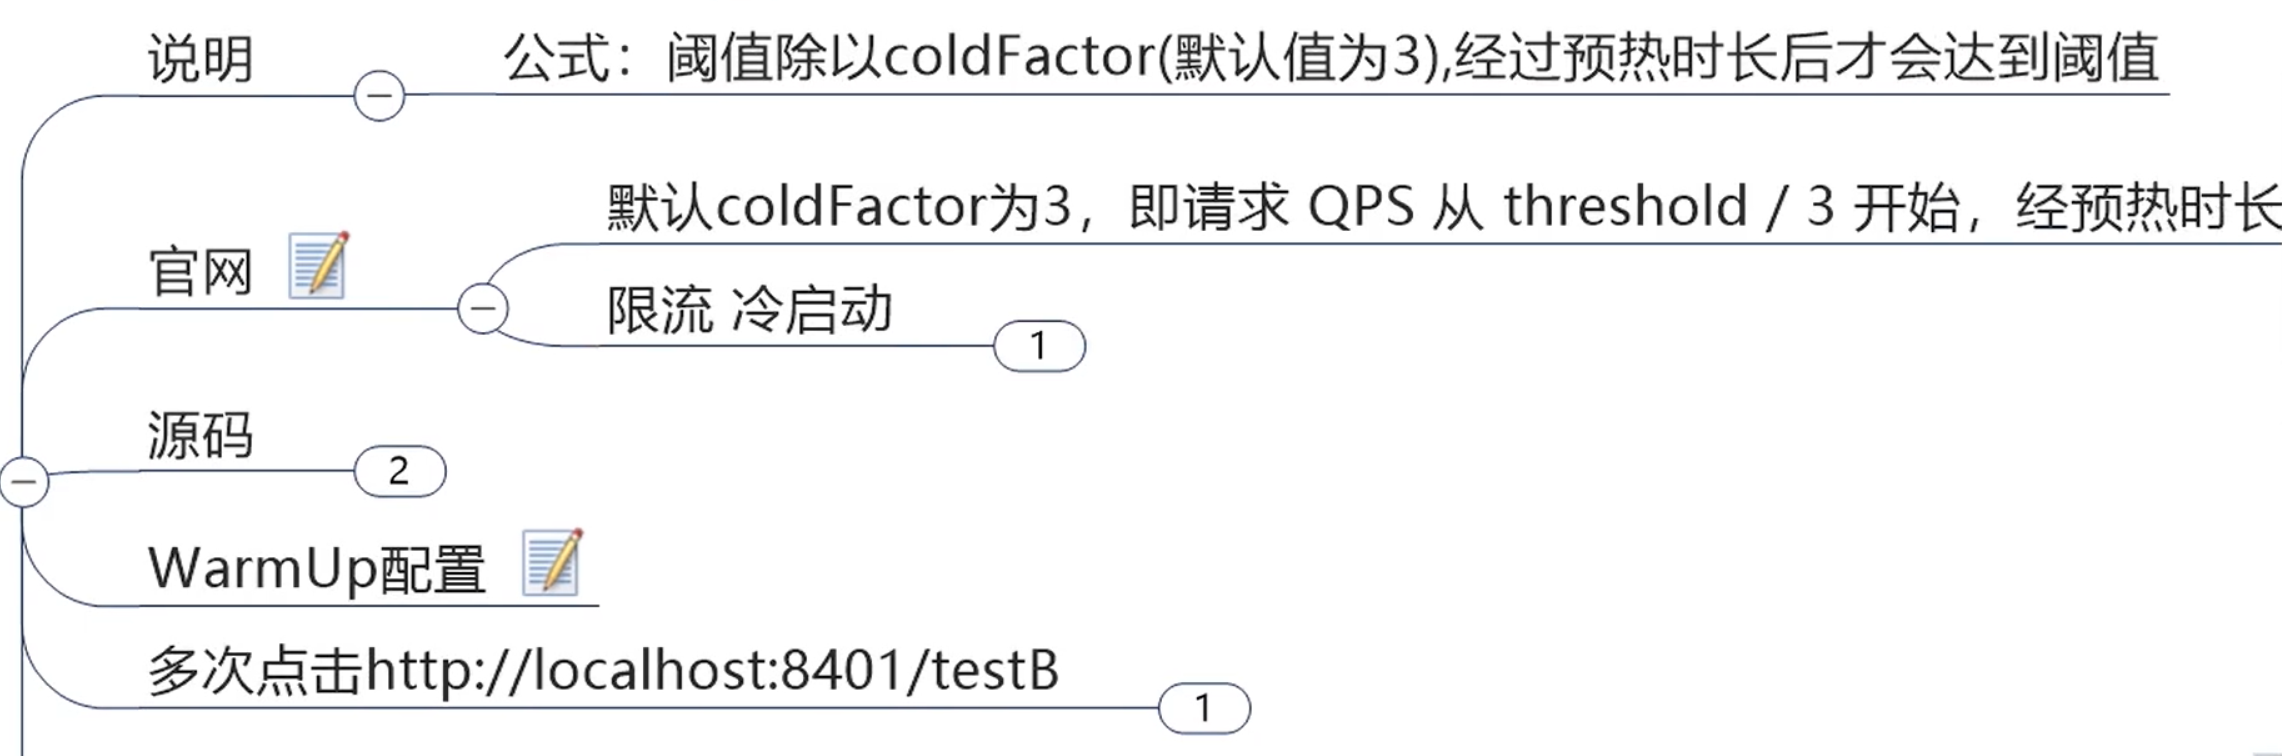 说明
公式：阈值除以coldFactor(默认值为3),经过预热时长后才会达到阈值
官网
默认coldFactor为3，即请求 QPS 从 threshold / 3 开始，经预热时长
限流 冷启动
1
源码
2
WarmUp配置
多次点击http://localhost:8401/testB
1